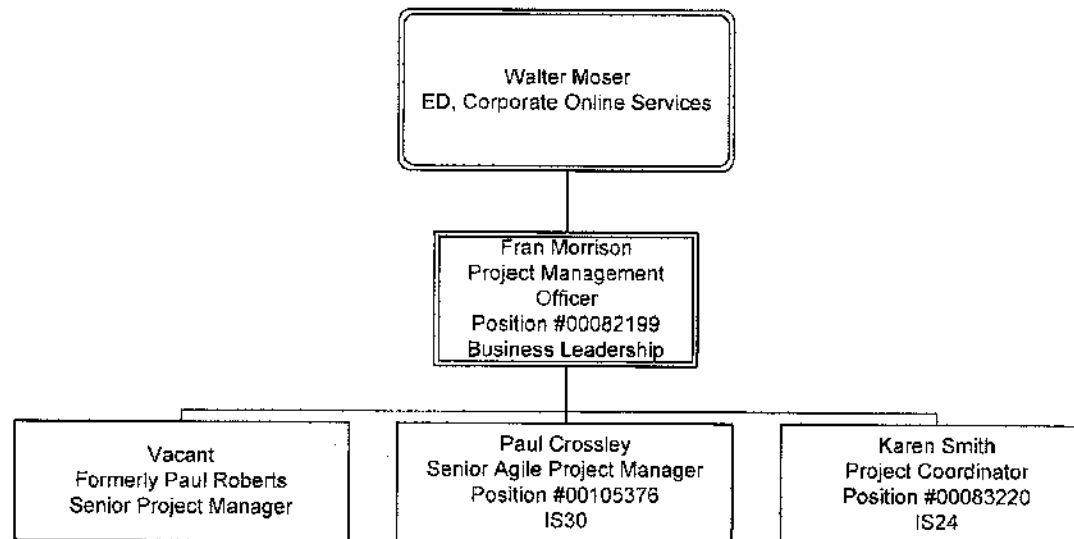 Walter Moser
ED, Corporate Online Services
Fran Morrison
Project Management
Officer
Position #00082199
Business Leadership
Vacant
Formerly Paul Roberts
Senior Project Manager
Paul Crossley
Senior Agile Project Manager
Position #00105376
IS30
Karen Smith
Project Coordinator
Position #00083220
IS24